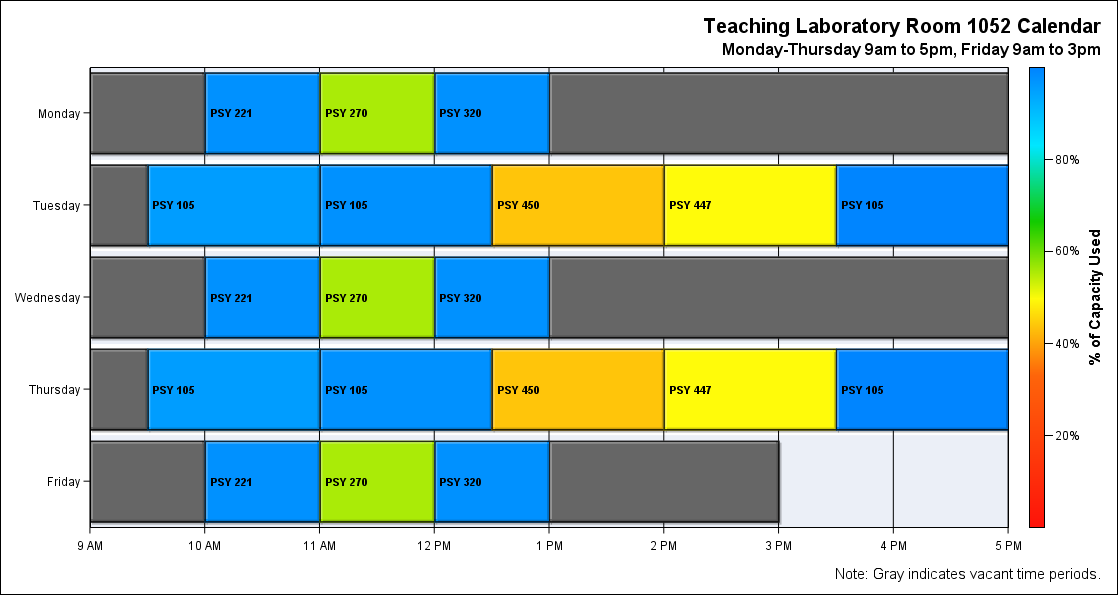 Teaching Laboratory Room 1052 Calendar
Monday-Thursday 9am to 5pm, Friday 9am to 3pm
Monday
PSY 221
PSY 270
PSY 320
Tuesday
PSY 105
PSY 105
PSY 450
PSY 447
PSY 105
Wednesday
PSY 221
PSY 270
PSY 320
Thursday
PSY 105
PSY 105
PSY 450
PSY 447
PSY 105
Friday
PSY 221
PSY 270
PSY 320
9 AM
10 AM
11 AM
12 PM
1 PM
2 PM
3 PM
4 PM
5 PM
80%
60%
40%
20%
% of Capacity Used
Note: Gray indicates vacant time periods.